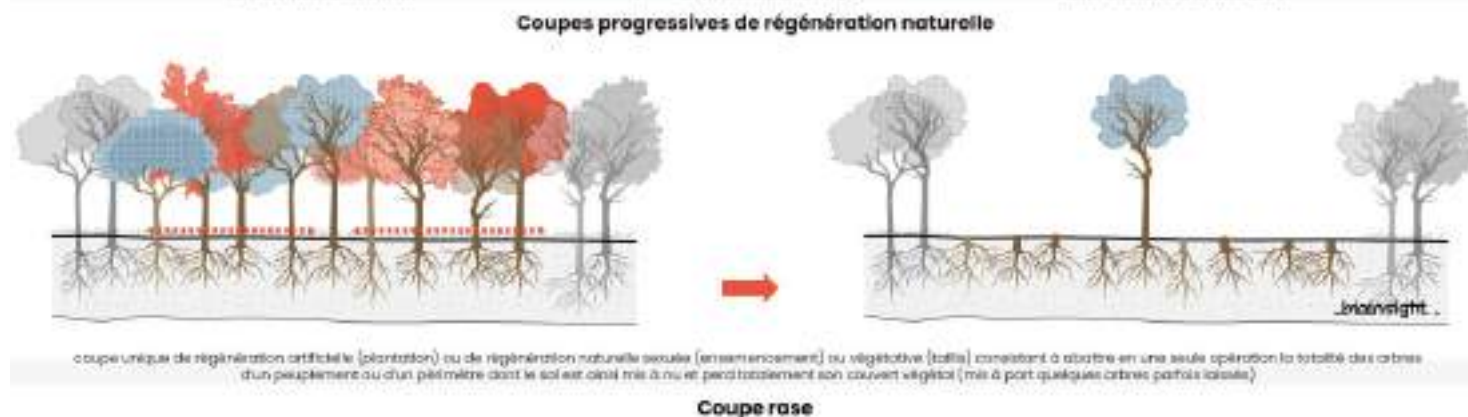 Coupes progressives de régénération naturelle
coupe unique de régénération artificielle (plantation) ou de régénération naturelle sexuée (ensemencement) ou végétative (taillis) consistant à abattre en une seule opération la totalité des arbres
d'un peuplement ou d'un périmètre dont le sol est ainsi mis à nu et perd totalement son couvert végétal (mis à part quelques arbres parfois laissés)
Coupe rase